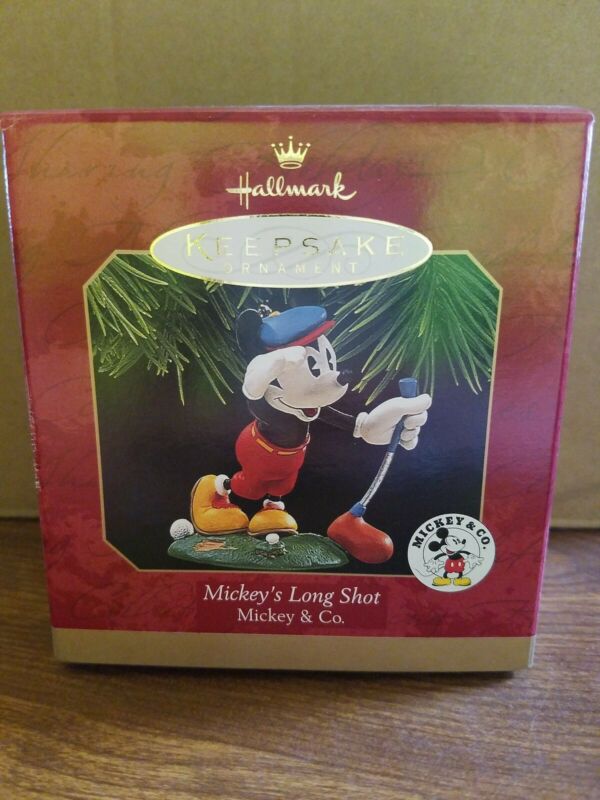 Hallmark
KEEPSAKE
ORNAMENT
MICKEY & CO.
Mickey's Long Shot
Mickey & Co.